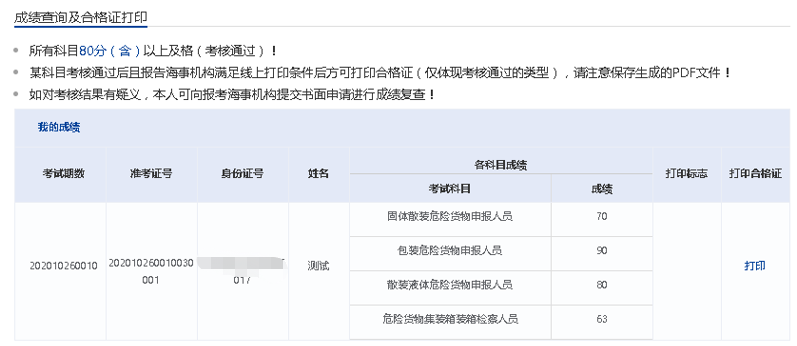 成绩查询及合格证打印
所有科目80分（含）以上及格（考核通过）！
某科目考核通过后且报告海事机构满足线上打印条件后方可打印合格证（仅体现考核通过的类型），请注意保存生成的PDF文件！
如对考核结果有疑义，本人可向报考海事机构提交书面申请进行成绩复查！
我的成绩
考试期数 准考证号 身份证号 姓名 各科目成绩 打印标志 打印合格证
考试科目 成绩
固体散装危险货物申报人员 70
包装危险货物申报人员 90
202010260010 202010260010030
001 017 测试 打印
散装液体危险货物申报人员 80
危险货物集装箱装箱检察人员 63